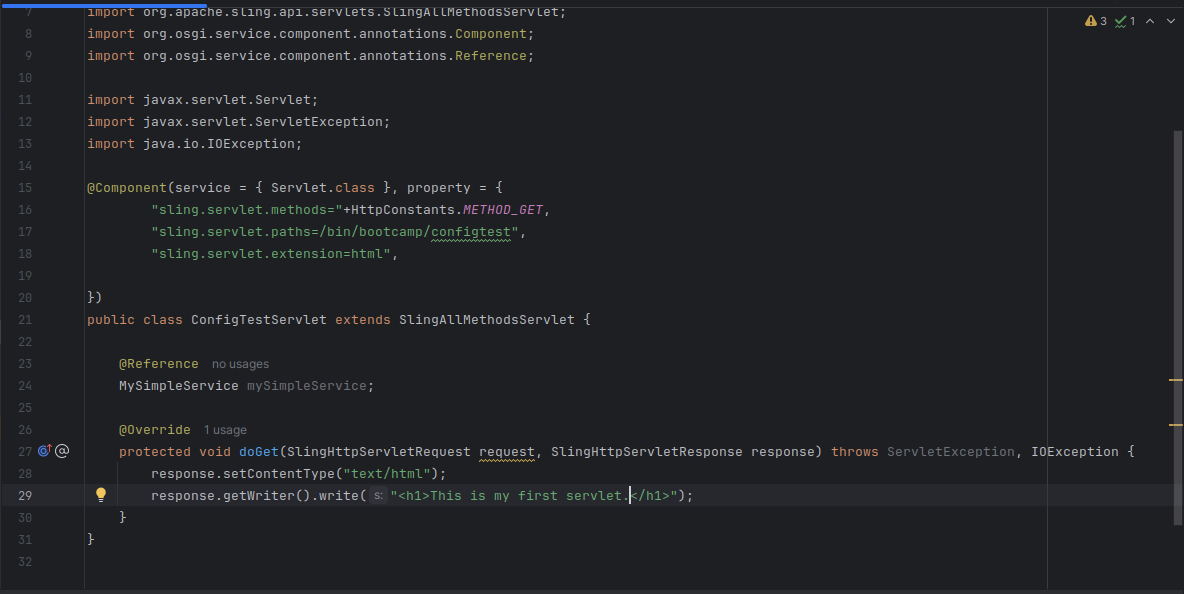 7 import org.apache.sling.api.servlets.SlingAllMethodsServlet;
3 1
8 import org.osgi.service.component.annotations.Component;
9 import org.osgi.service.component.annotations.Reference;
10
11 import javax.servlet.Servlet;
12 import javax.servlet.ServletException;
13 import java.io.IOException;
14
15 @Component(service = { Servlet.class }, property = {
16 "sling.servlet.methods="+HttpConstants.METHOD_GET,
17 "sling.servlet.paths=/bin/bootcamp/configtest",
18 "sling.servlet.extension=html",
19
20 })
21 public class ConfigTestServlet extends SlingAllMethodsServlet {
22
23 @Reference no usages
24 MySimpleService mySimpleService;
25
26 @Override 1 usage
27 protected void doGet(SlingHttpServletRequest request, SlingHttpServletResponse response) throws ServletException, IOException {
28 response.setContentType("text/html");
29 response.getWriter().write( s: "<h1>This is my first servlet.</h1>");
30 }
31 }
32